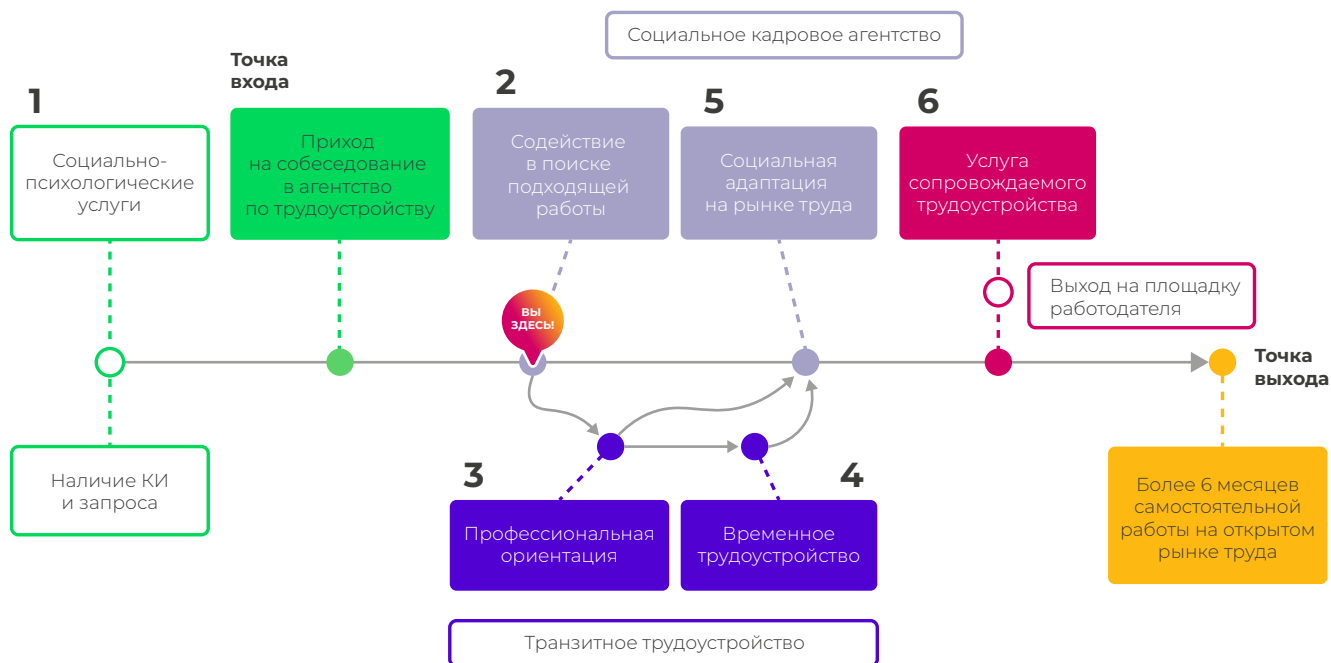 Социальное кадровое агентство
Точка
входа
1
2
5
6
Социально-
психологические
услуги
Приход
на собеседование
в агентство
по трудоустройству
Содействие
в поиске
подходящей
работы
Социальная
адаптация
на рынке труда
Услуга
сопровождаемого
трудоустройства
Выход на площадку
работодателя
ВЫ
ЗДЕСЬ!
Точка
выхода
Наличие КИ
и запроса
3
4
Профессиональная
ориентация
Временное
трудоустройство
Более 6 месяцев
самостоятельной
работы на открытом
рынке труда
Транзитное трудоустройство